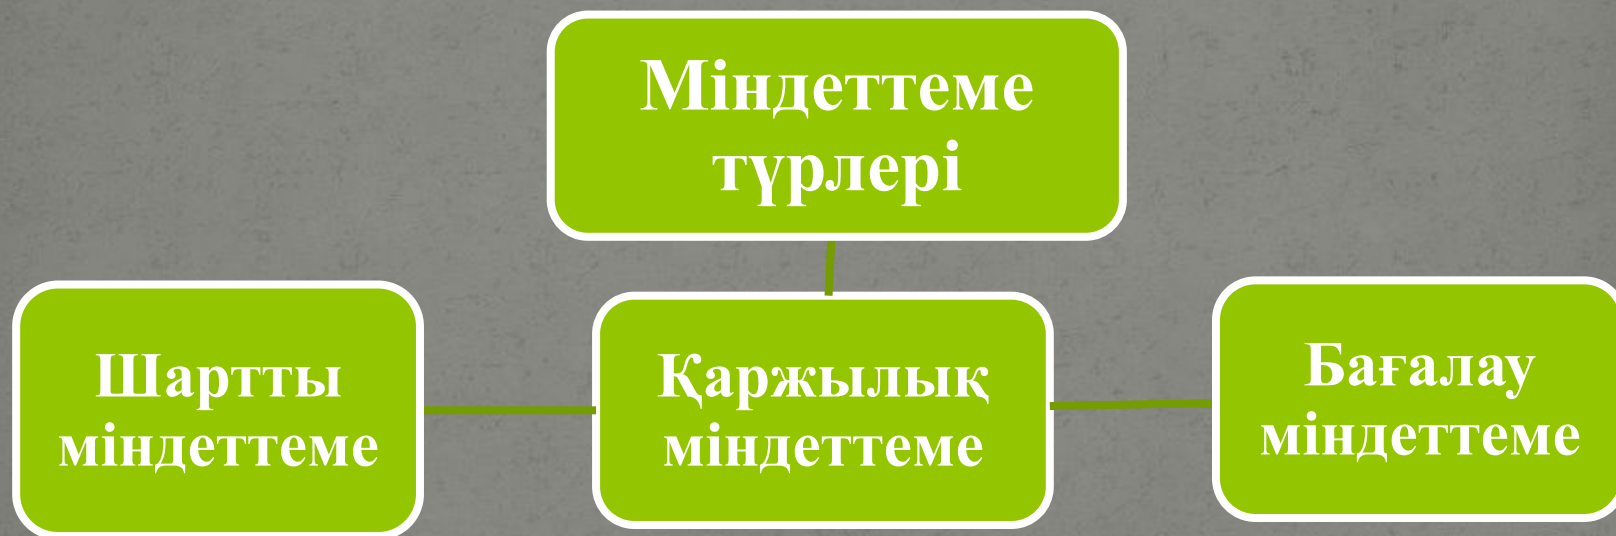 Міндеттеме
түрлері
Шартты
міндеттеме
Қаржылық
міндеттеме
Бағалау
міндеттеме